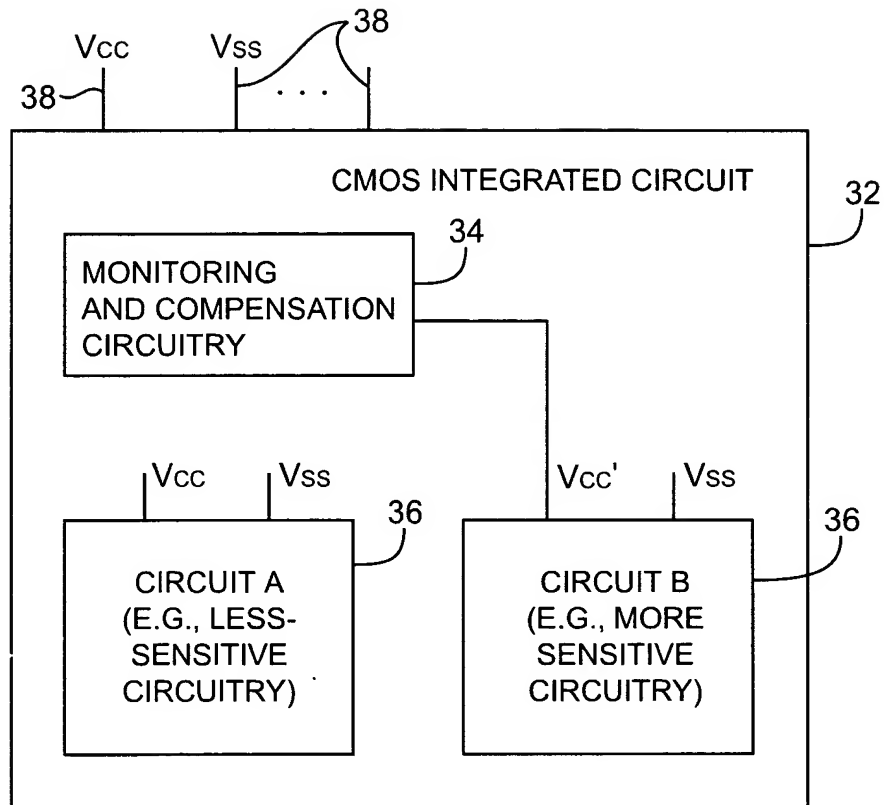 38
Vcc Vss
38 . . .
CMOS INTEGRATED CIRCUIT
32
34
MONITORING
AND COMPENSATION
CIRCUITRY
Vcc Vss Vcc' Vss
36 36
CIRCUIT A
(E.G., LESS-
SENSITIVE
CIRCUITRY)
CIRCUIT B
(E.G., MORE
SENSITIVE
CIRCUITRY)